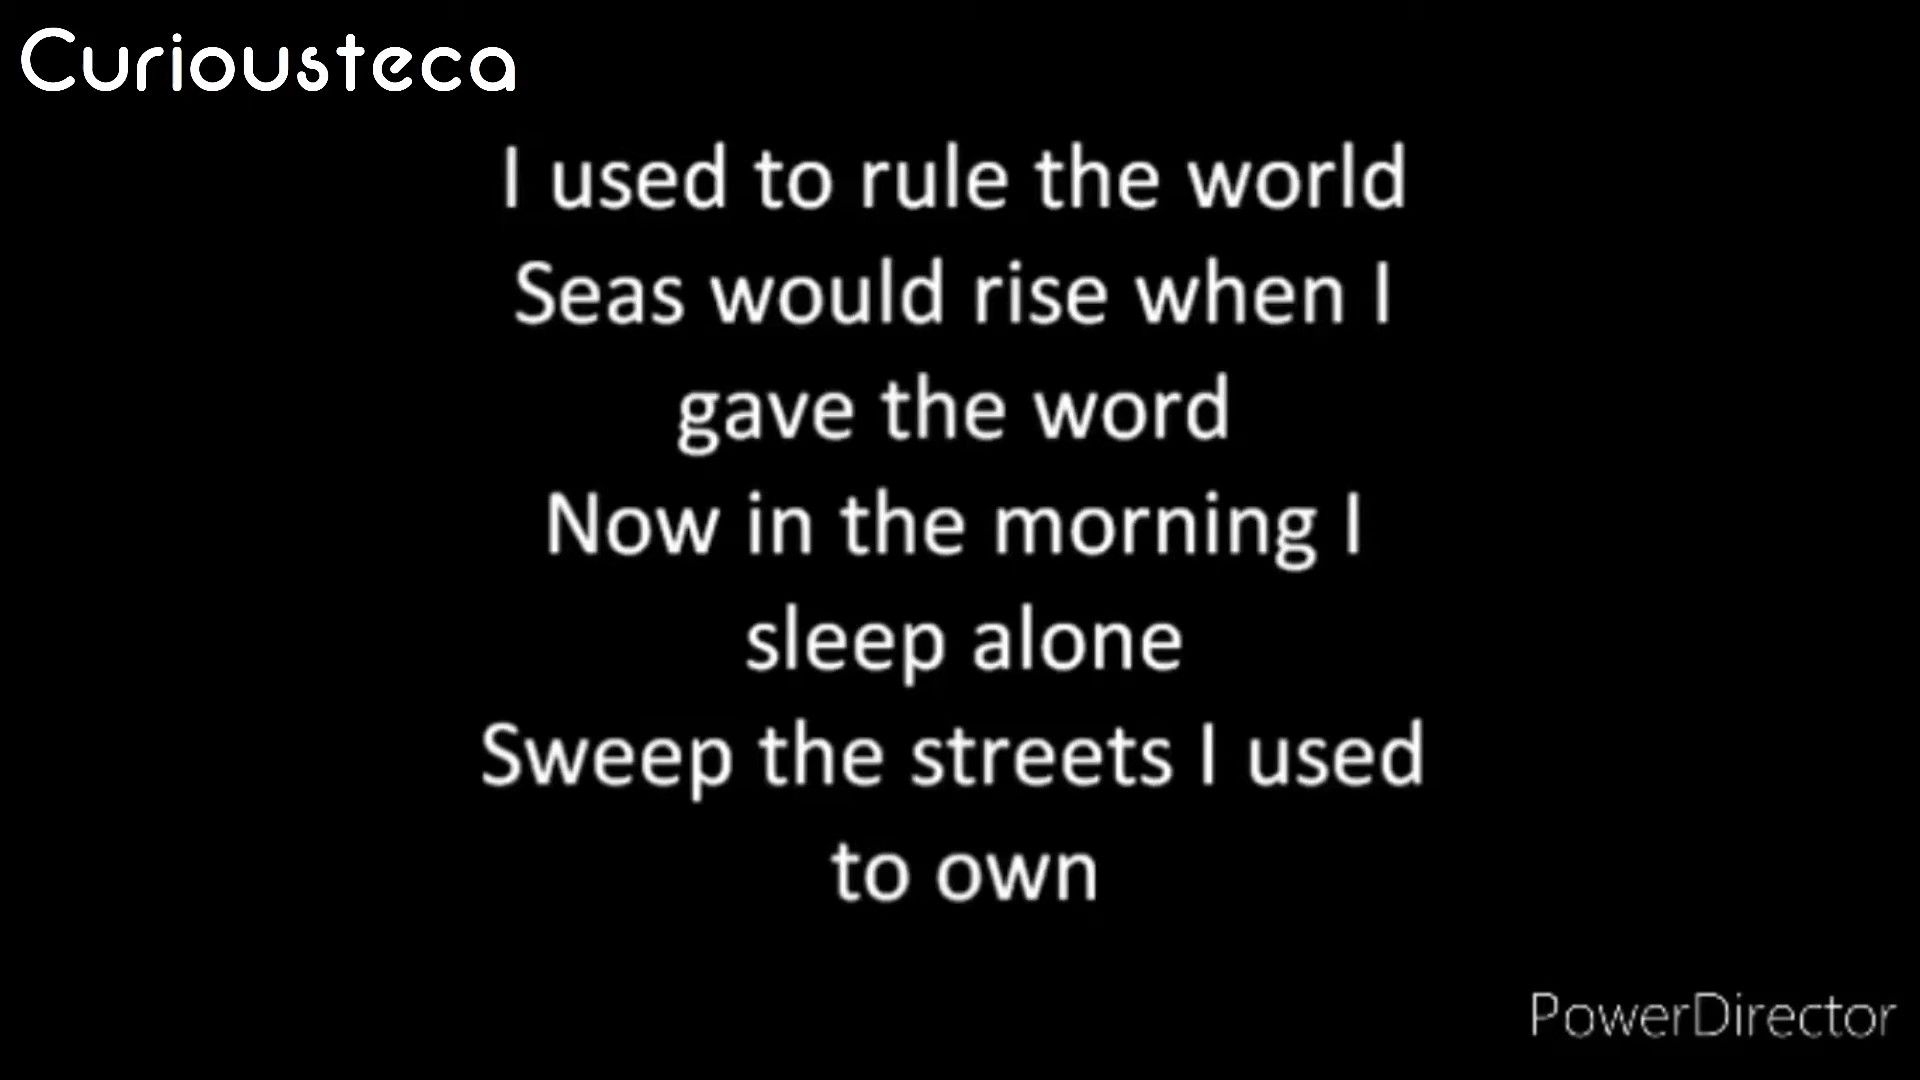 Curiousteca
I used to rule the world
Seas would rise when I
gave the word
Now in the morning I
sleep alone
Sweep the streets I used
to own
PowerDirector